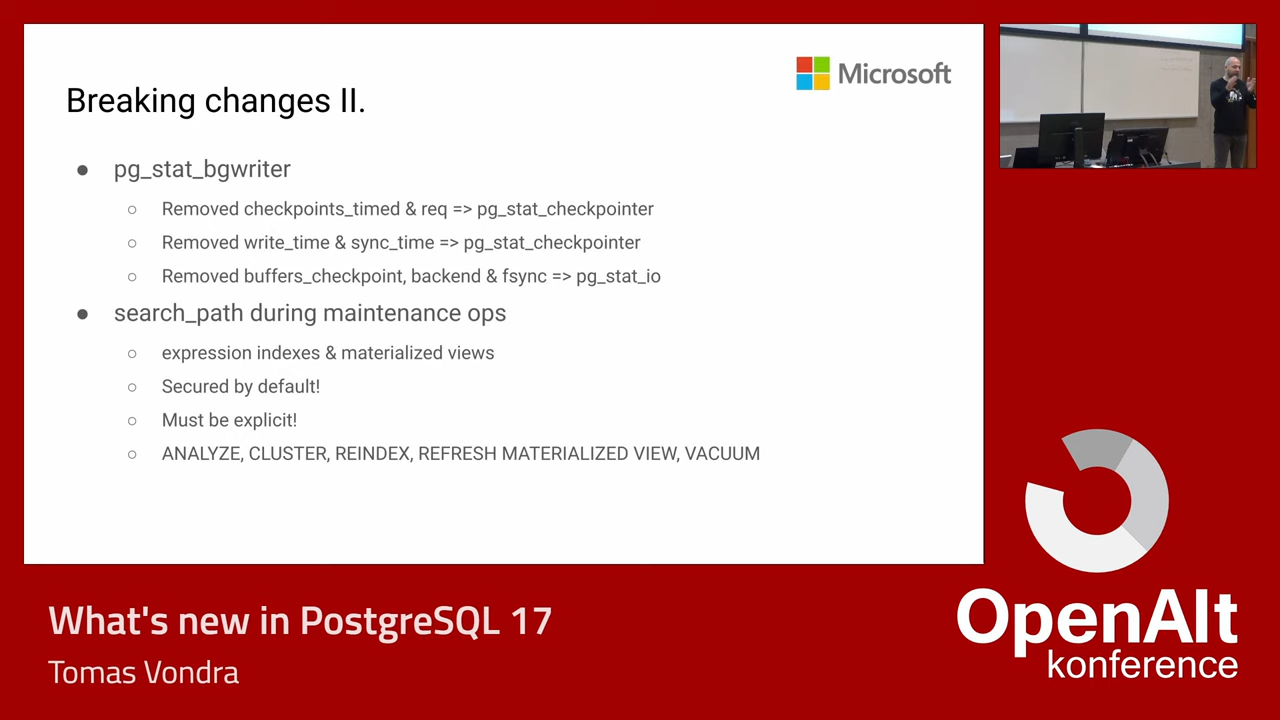 Microsoft
Breaking changes II.
● pg_stat_bgwriter
○ Removed checkpoints_timed & req => pg_stat_checkpointer
○ Removed write_time & sync_time => pg_stat_checkpointer
○ Removed buffers_checkpoint, backend & fsync => pg_stat_io
● search_path during maintenance ops
○ expression indexes & materialized views
○ Secured by default!
○ Must be explicit!
○ ANALYZE, CLUSTER, REINDEX, REFRESH MATERIALIZED VIEW, VACUUM
What's new in PostgreSQL 17
Tomas Vondra
OpenAlt
konference